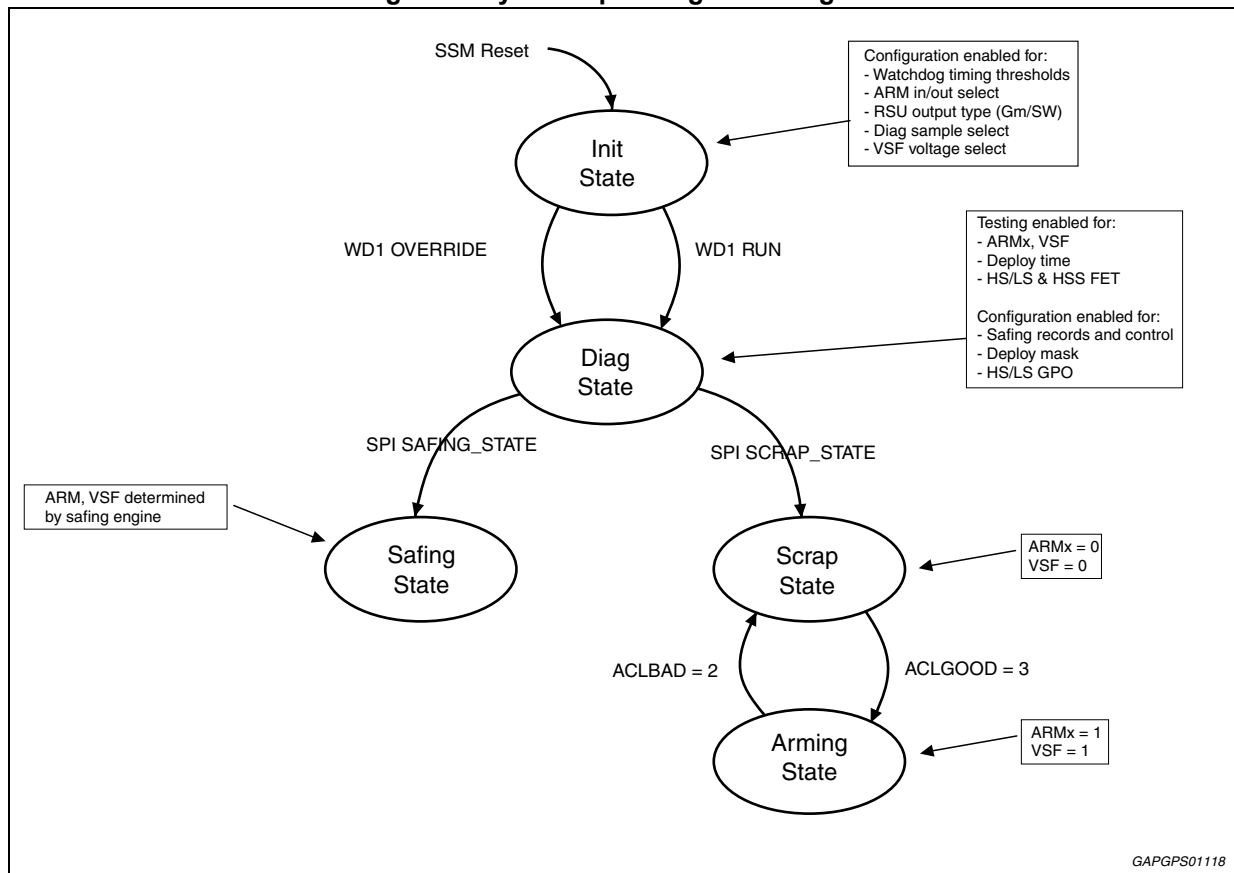 SSM Reset
Configuration enabled for:
- Watchdog timing thresholds
- ARM in/out select
- RSU output type (Gm/SW)
- Diag sample select
- VSF voltage select
Init
State
WD1 OVERRIDE
WD1 RUN
Testing enabled for:
- ARMx, VSF
- Deploy time
- HS/LS & HSS FET
Configuration enabled for:
- Safing records and control
- Deploy mask
- HS/LS GPO
Diag
State
SPI SAFING_STATE
SPI SCRAP_STATE
ARM, VSF determined
by safing engine
Safing
State
Scrap
State
ARMx = 0
VSF = 0
ACLBAD = 2
ACLGOOD = 3
Arming
State
ARMx = 1
VSF = 1
GAPGPS01118